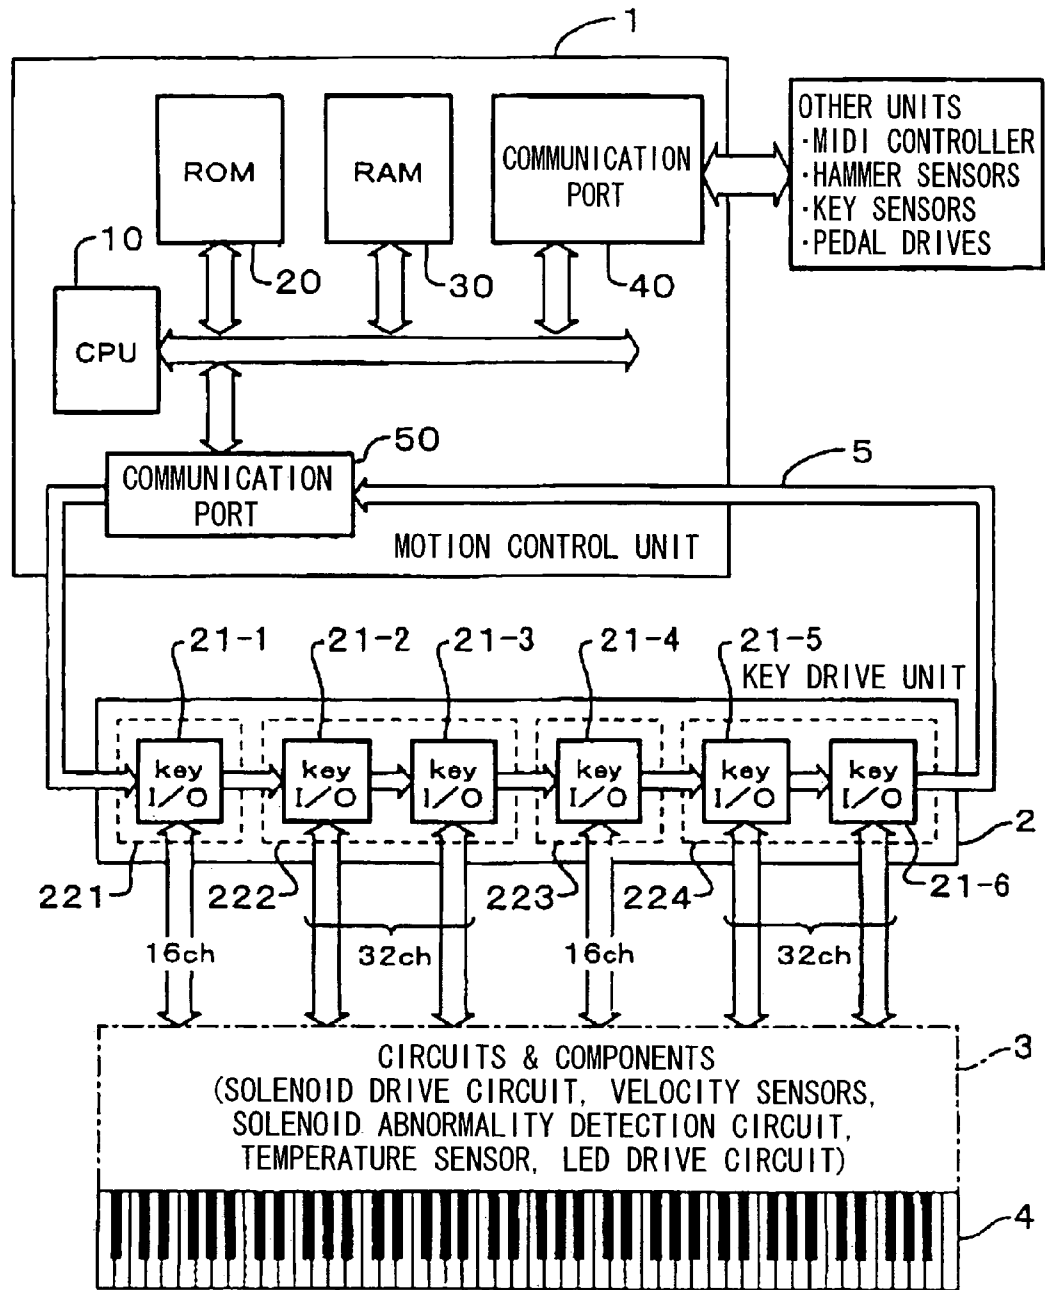 1
ROM
RAM
COMMUNICATION
PORT
OTHER UNITS
·MIDI CONTROLLER
·HAMMER SENSORS
·KEY SENSORS
·PEDAL DRIVES
10
20
30
40
CPU
50
COMMUNICATION
PORT
5
MOTION CONTROL UNIT
21-1
21-2
21-3
21-4
21-5
KEY DRIVE UNIT
key
I/O
key
I/O
key
I/O
key
I/O
key
I/O
key
I/O
2
221
222
223
224
21-6
16ch
32ch
16ch
32ch
CIRCUITS & COMPONENTS
(SOLENOID DRIVE CIRCUIT, VELOCITY SENSORS,
SOLENOID ABNORMALITY DETECTION CIRCUIT,
TEMPERATURE SENSOR, LED DRIVE CIRCUIT)
3
4